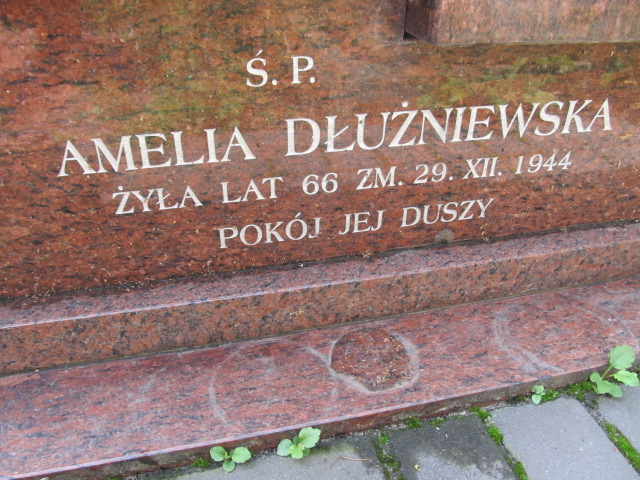 Ś. P.
AMELIA DŁUŻNIEWSKA
ŻYŁA LAT 66 ZM. 29. XII. 1944
POKÓJ JEJ DUSZY